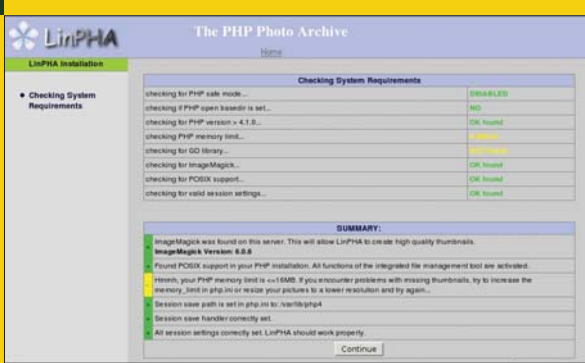 LinPHA
The PHP Photo Archive
Home
LinPHA Installation
Checking System
Requirements
Checking System Requirements
checking for PHP safe mode... DISABLED
checking if PHP open basedir is set... NO
checking for PHP version > 4.1.0... OK found
checking PHP memory limit...
checking for GD library...
checking for ImageMagick... OK found
checking for POSIX support... OK found
checking for valid session settings... OK found
SUMMARY:
ImageMagick was found on this server. This will allow LinPHA to create high quality thumbnails.
ImageMagick Version: 6.0.6
Found POSIX support in your PHP installation. All functions of the integrated file management tool are activated.
Hmmh, your PHP memory limit is <=16MB. If you encounter problems with missing thumbnails, try to increase the
memory_limit in php.ini or resize your pictures to a lower resolution and try again...
Session save path is set in php.ini to: /var/lib/php4
Session save handler correctly set.
All session settings correctly set. LinPHA should work properly.
Continue